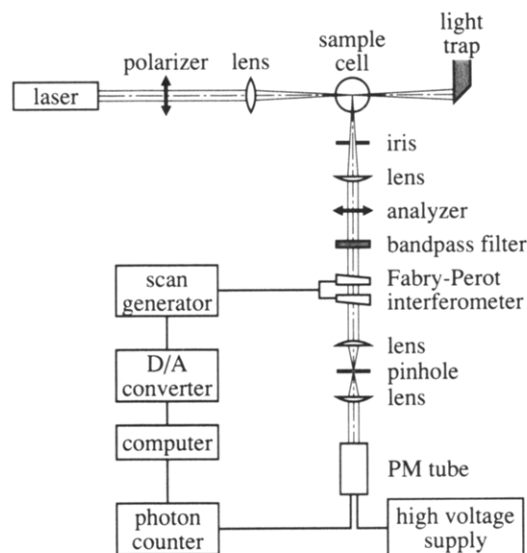 light
trap
sample
cell
polarizer
lens
laser
iris
lens
analyzer
bandpass filter
Fabry-Perot
interferometer
scan
generator
lens
pinhole
lens
D/A
converter
computer
PM tube
photon
counter
high voltage
supply